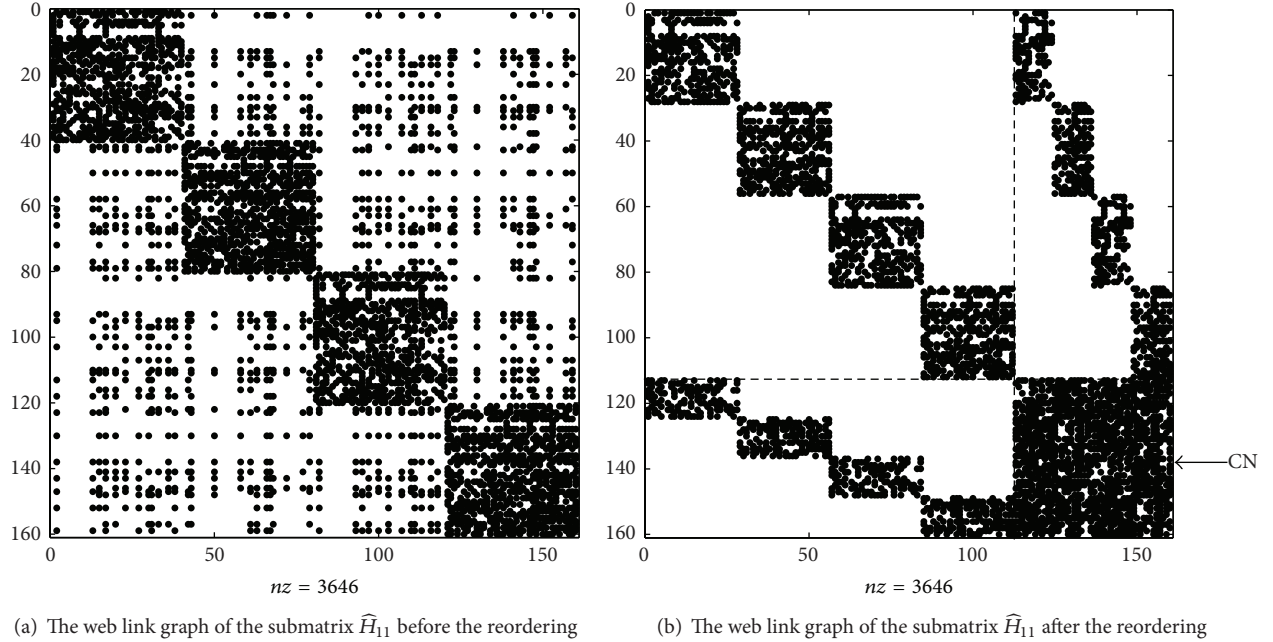 0
20
40
60
80
100
120
140
160
0 50 100 150
nz = 3646
(a) The web link graph of the submatrix Ĥ₁₁ before the reordering
0
20
40
60
80
100
120
140
160
0 50 100 150
CN
nz = 3646
(b) The web link graph of the submatrix Ĥ₁₁ after the reordering